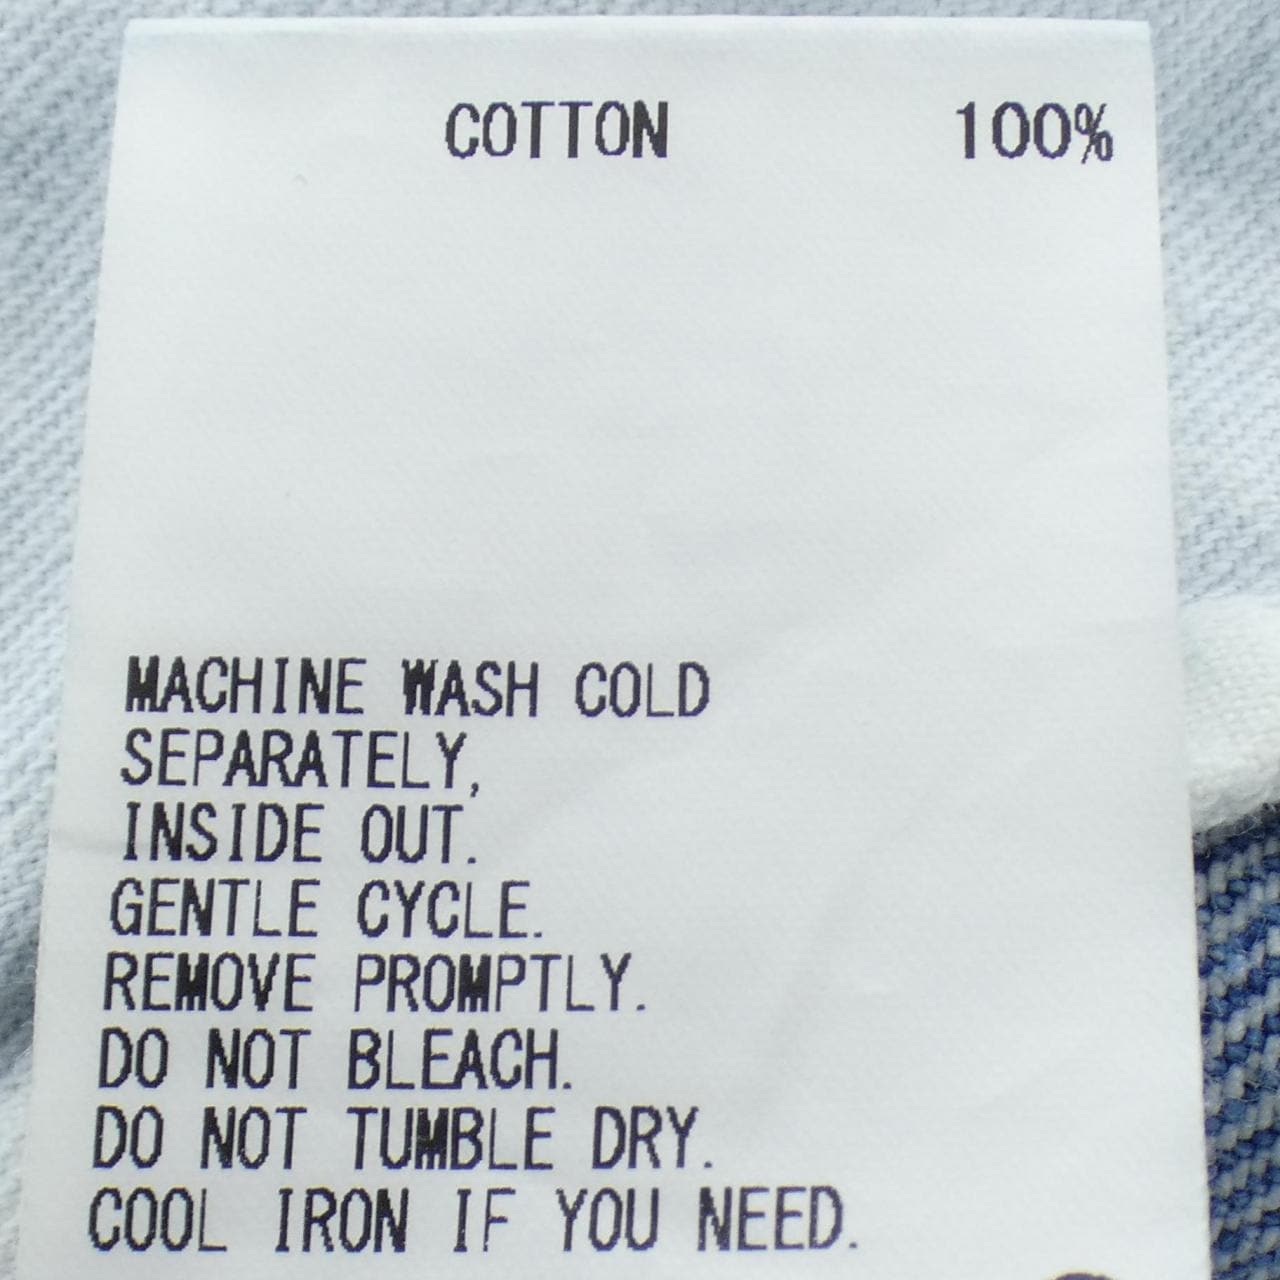 COTTON 100%
MACHINE WASH COLD
SEPARATELY,
INSIDE OUT.
GENTLE CYCLE.
REMOVE PROMPTLY.
DO NOT BLEACH.
DO NOT TUMBLE DRY.
COOL IRON IF YOU NEED.